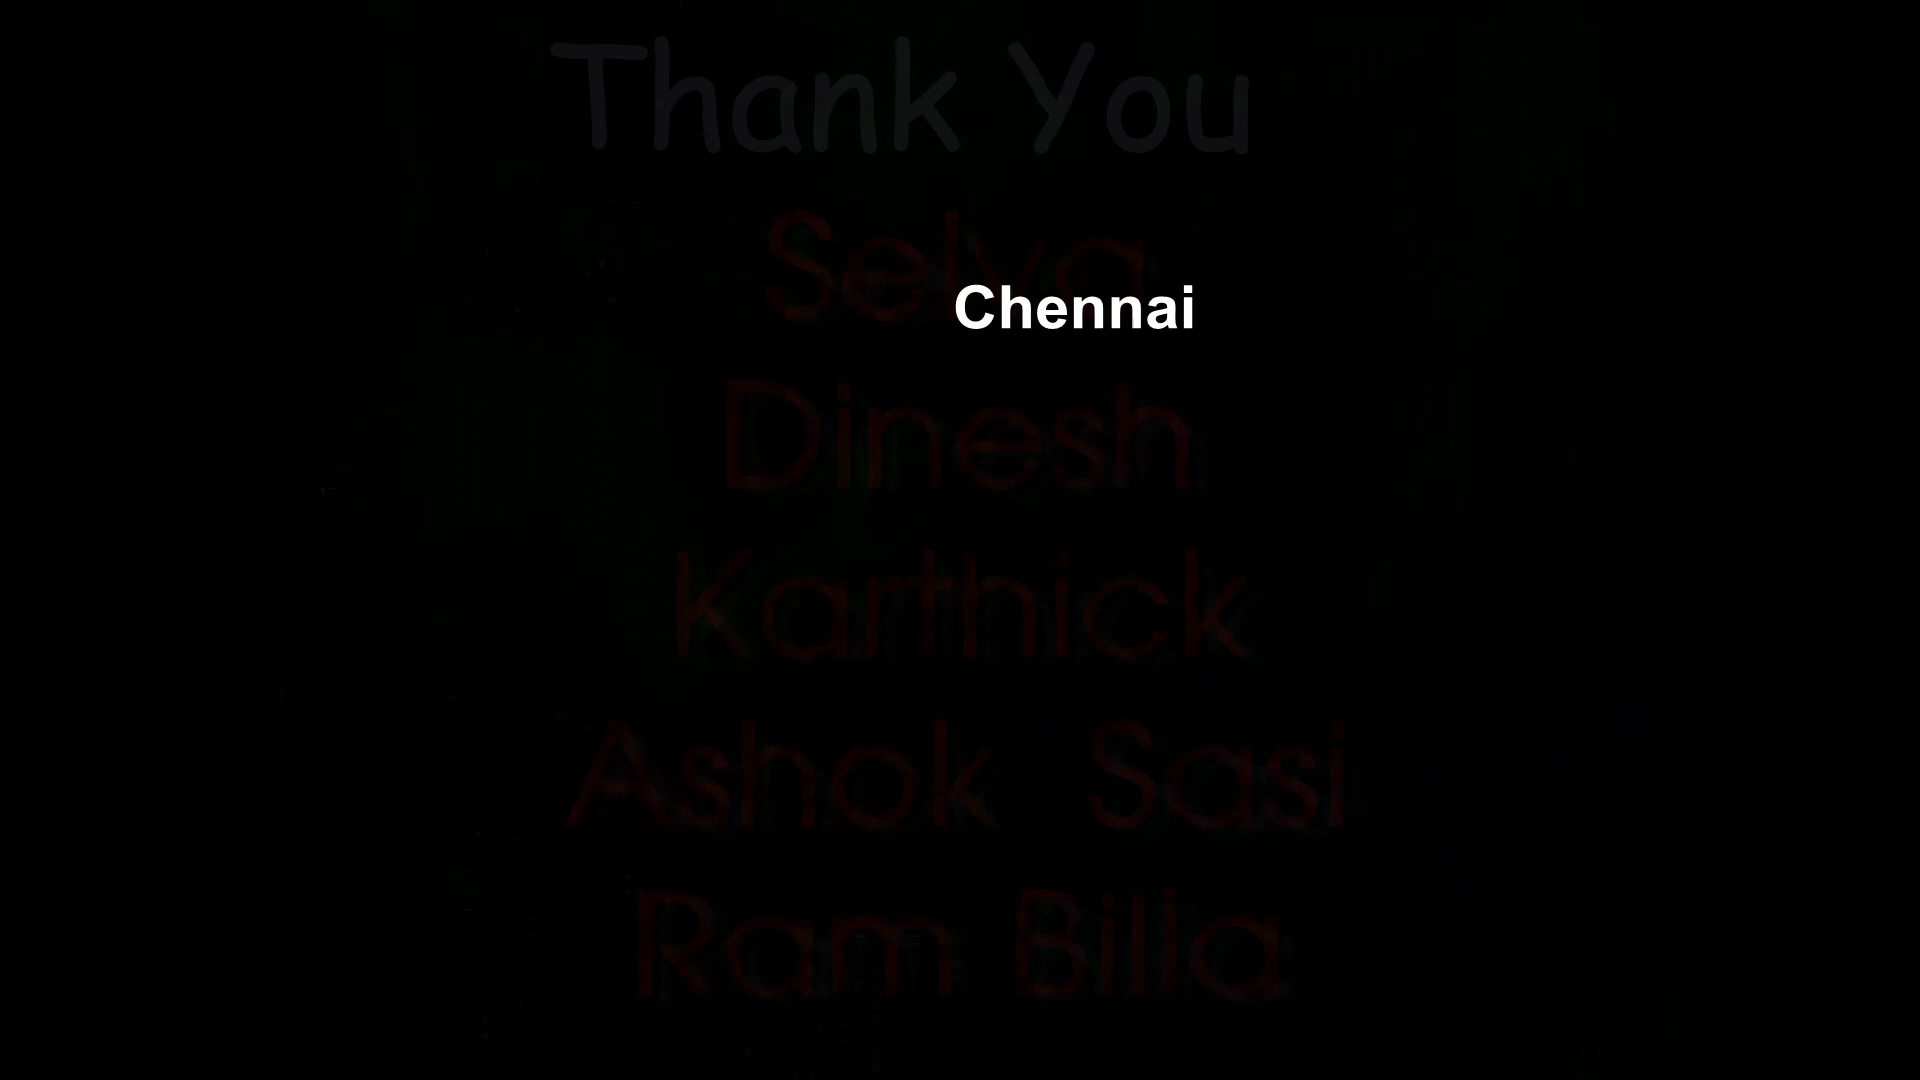 Thank You
Selva
Chennai
Dinesh
Karthick
Ashok Sasi
Ram Billa